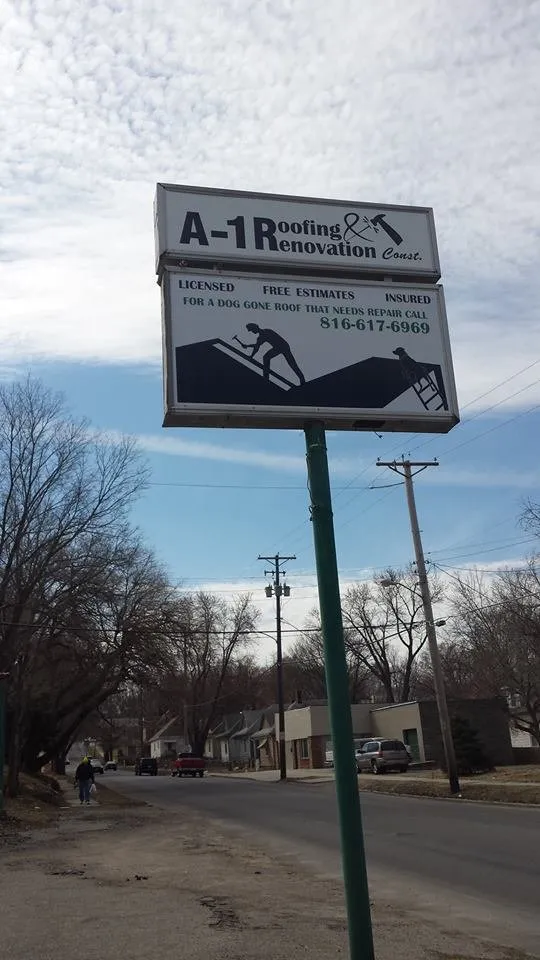 A-1 Roofing &
Renovation Const.
LICENSED FREE ESTIMATES INSURED
FOR A DOG GONE ROOF THAT NEEDS REPAIR CALL
816-617-6969